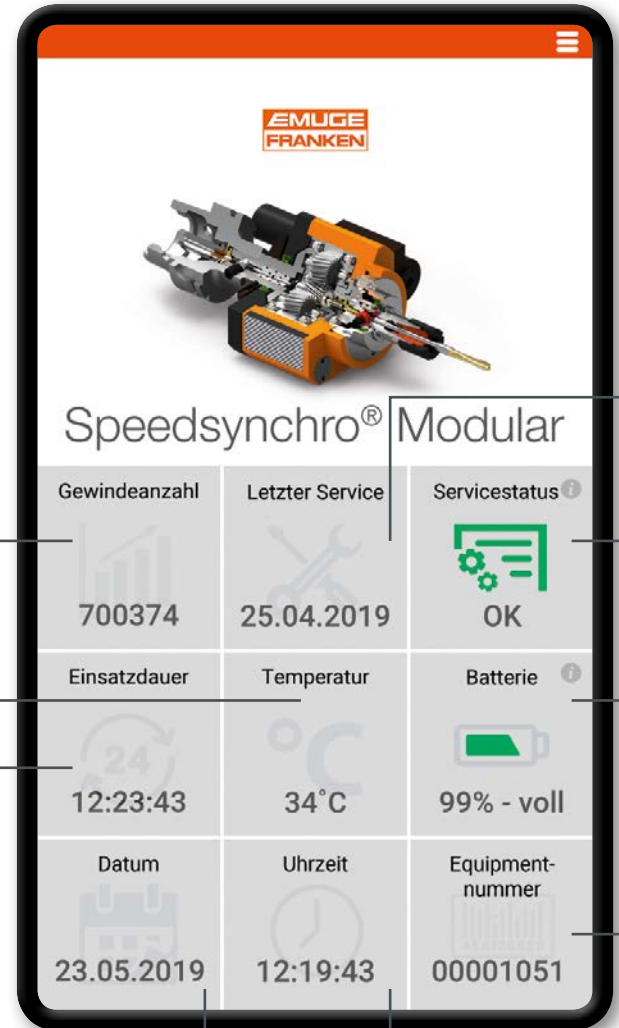 EMUGE
FRANKEN
Speedsynchro® Modular
Gewindeanzahl
700374
Letzter Service
25.04.2019
Servicestatus
OK
Einsatzdauer
24
12:23:43
Temperatur
°C
34°C
Batterie
99% - voll
Datum
23.05.2019
Uhrzeit
12:19:43
Equipment-
nummer
00001051